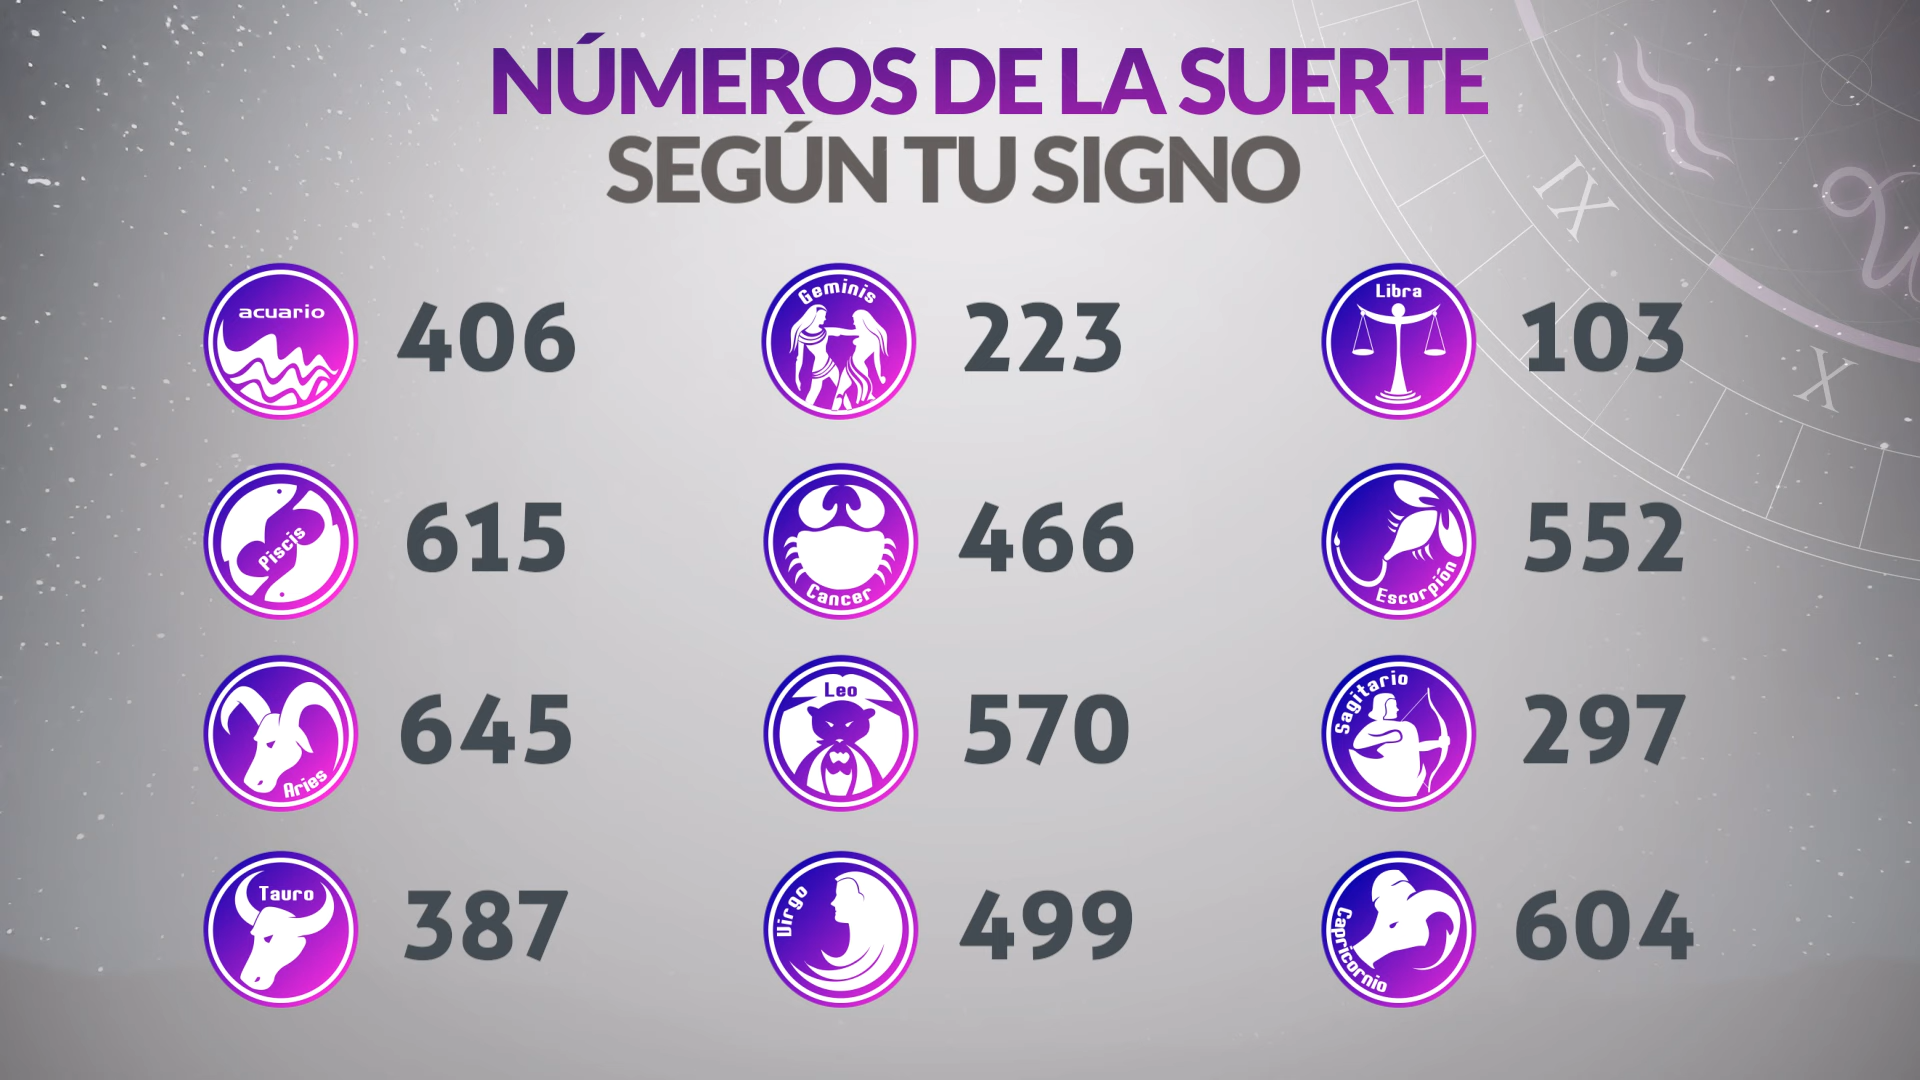 NÚMEROS DE LA SUERTE
SEGÚN TU SIGNO
acuario 406
Geminis 223
Libra 103
IX
X
Piscis 615
Cancer 466
Escorpión 552
Aries 645
Leo 570
Sagitario 297
Tauro 387
Virgo 499
Capricornio 604